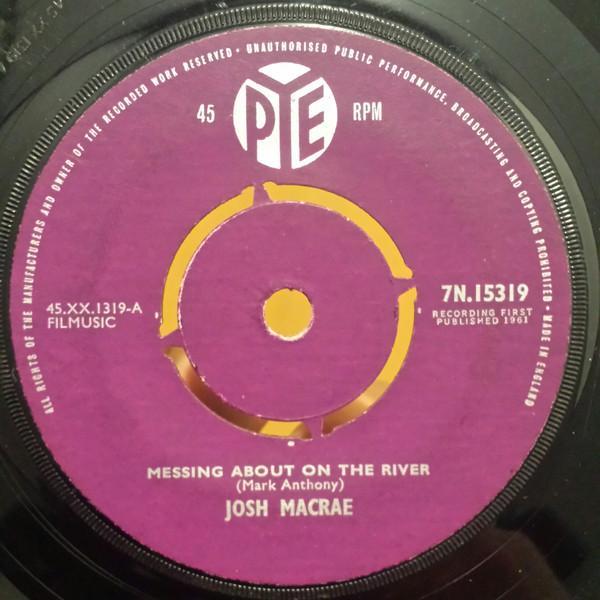 ALL RIGHTS OF THE MANUFACTURERS AND OWNER OF THE RECORDED WORK RESERVED · UNAUTHORISED PUBLIC PERFORMANCE, BROADCASTING AND COPYING PROHIBITED · MADE IN ENGLAND
45 PYE RPM
45.XX.1319-A
FILMUSIC
7N.15319
RECORDING FIRST
PUBLISHED 1961
MESSING ABOUT ON THE RIVER
(Mark Anthony)
JOSH MACRAE